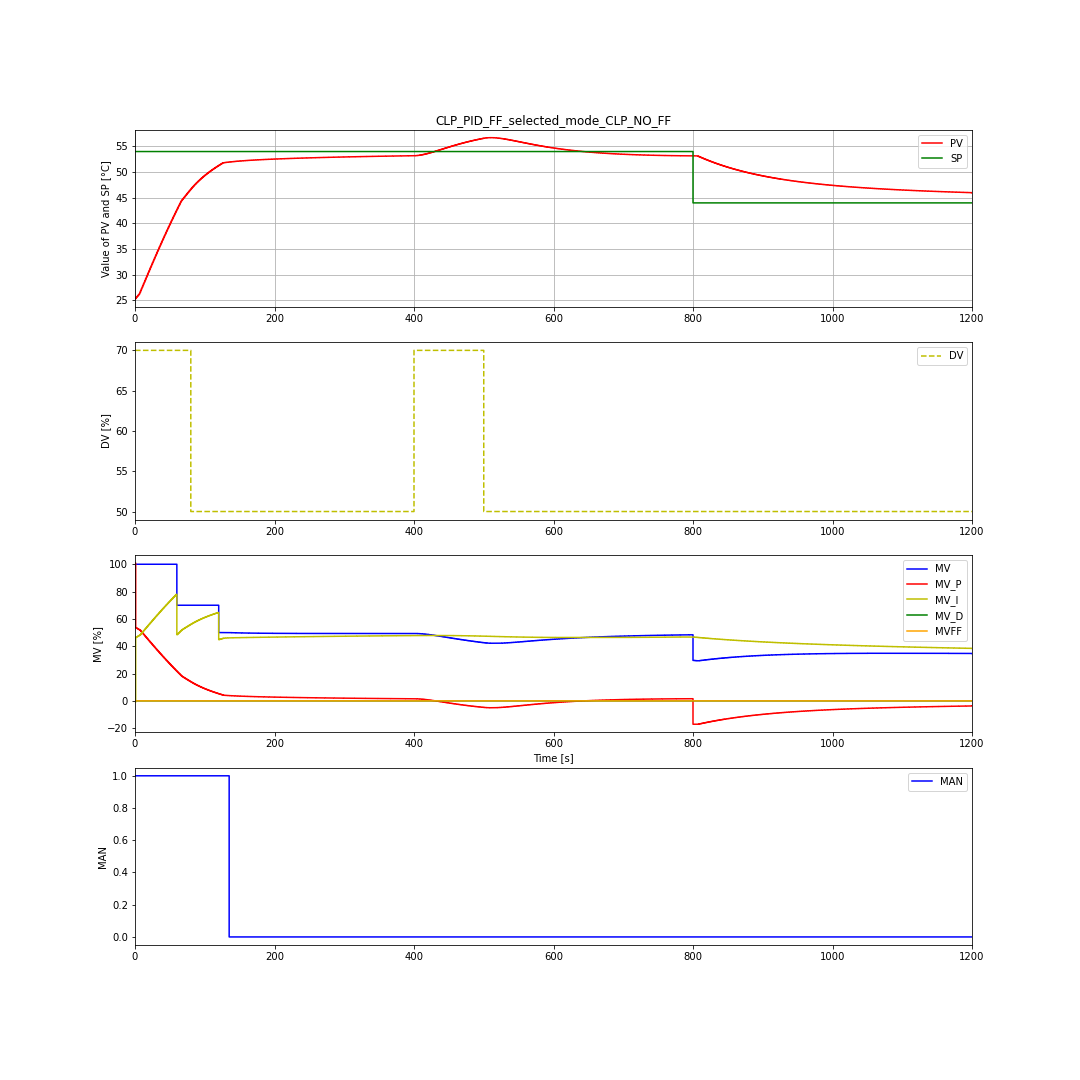 CLP_PID_FF_selected_mode_CLP_NO_FF
Value of PV and SP [°C]
55
50
45
40
35
30
25
PV
SP
0 200 400 600 800 1000 1200
DV [%]
70
65
60
55
50
DV
0 200 400 600 800 1000 1200
MV [%]
100
80
60
40
20
0
−20
MV
MV_P
MV_I
MV_D
MVFF
0 200 400 600 800 1000 1200
Time [s]
MAN
1.0
0.8
0.6
0.4
0.2
0.0
MAN
0 200 400 600 800 1000 1200